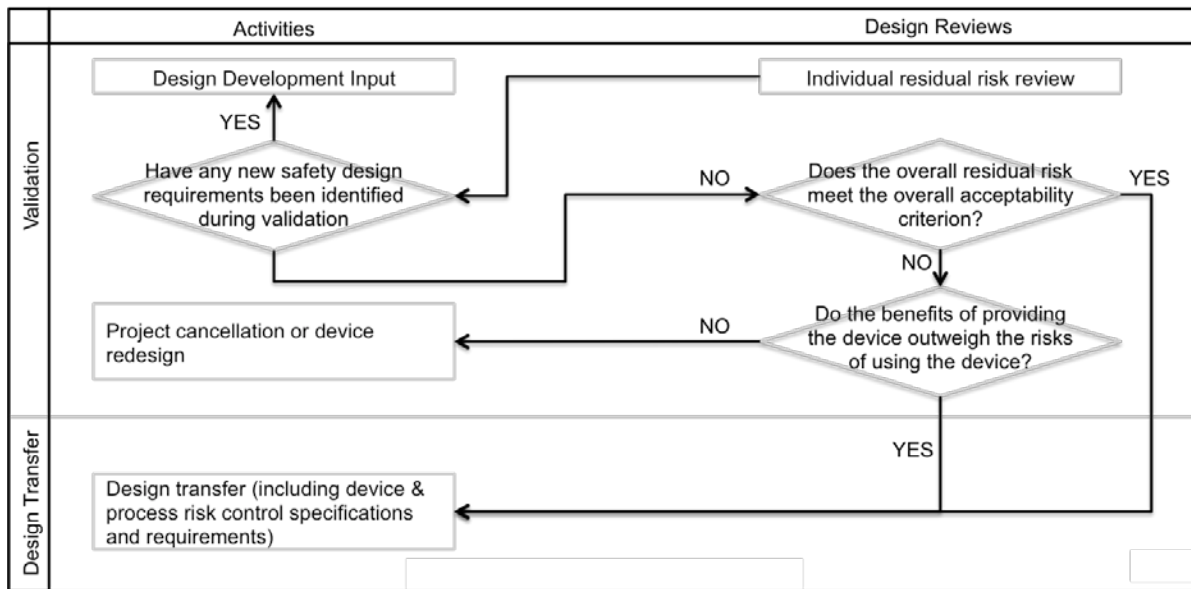 Activities
Design Reviews
Validation
Design Development Input
Individual residual risk review
YES
Have any new safety design
requirements been identified
during validation
NO
Does the overall residual risk
meet the overall acceptability
criterion?
YES
NO
Project cancellation or device
redesign
NO
Do the benefits of providing
the device outweigh the risks
of using the device?
Design Transfer
YES
Design transfer (including device &
process risk control specifications
and requirements)